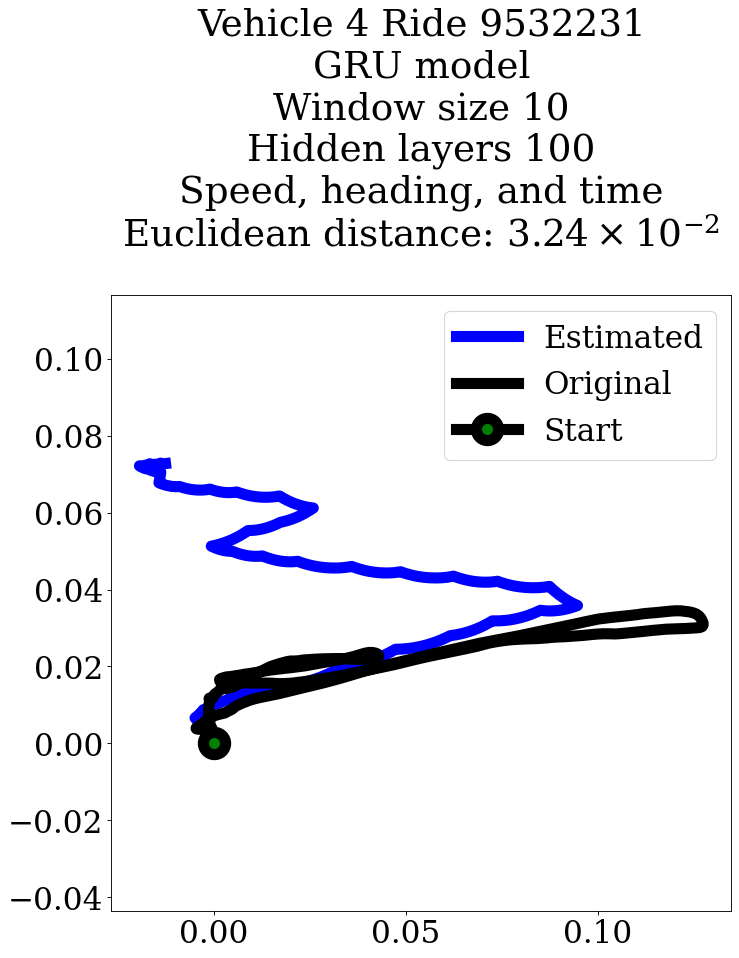 Vehicle 4 Ride 9532231
GRU model
Window size 10
Hidden layers 100
Speed, heading, and time
Euclidean distance: 3.24 × 10⁻²
Estimated
Original
Start
0.10
0.08
0.06
0.04
0.02
0.00
−0.02
−0.04
0.00 0.05 0.10